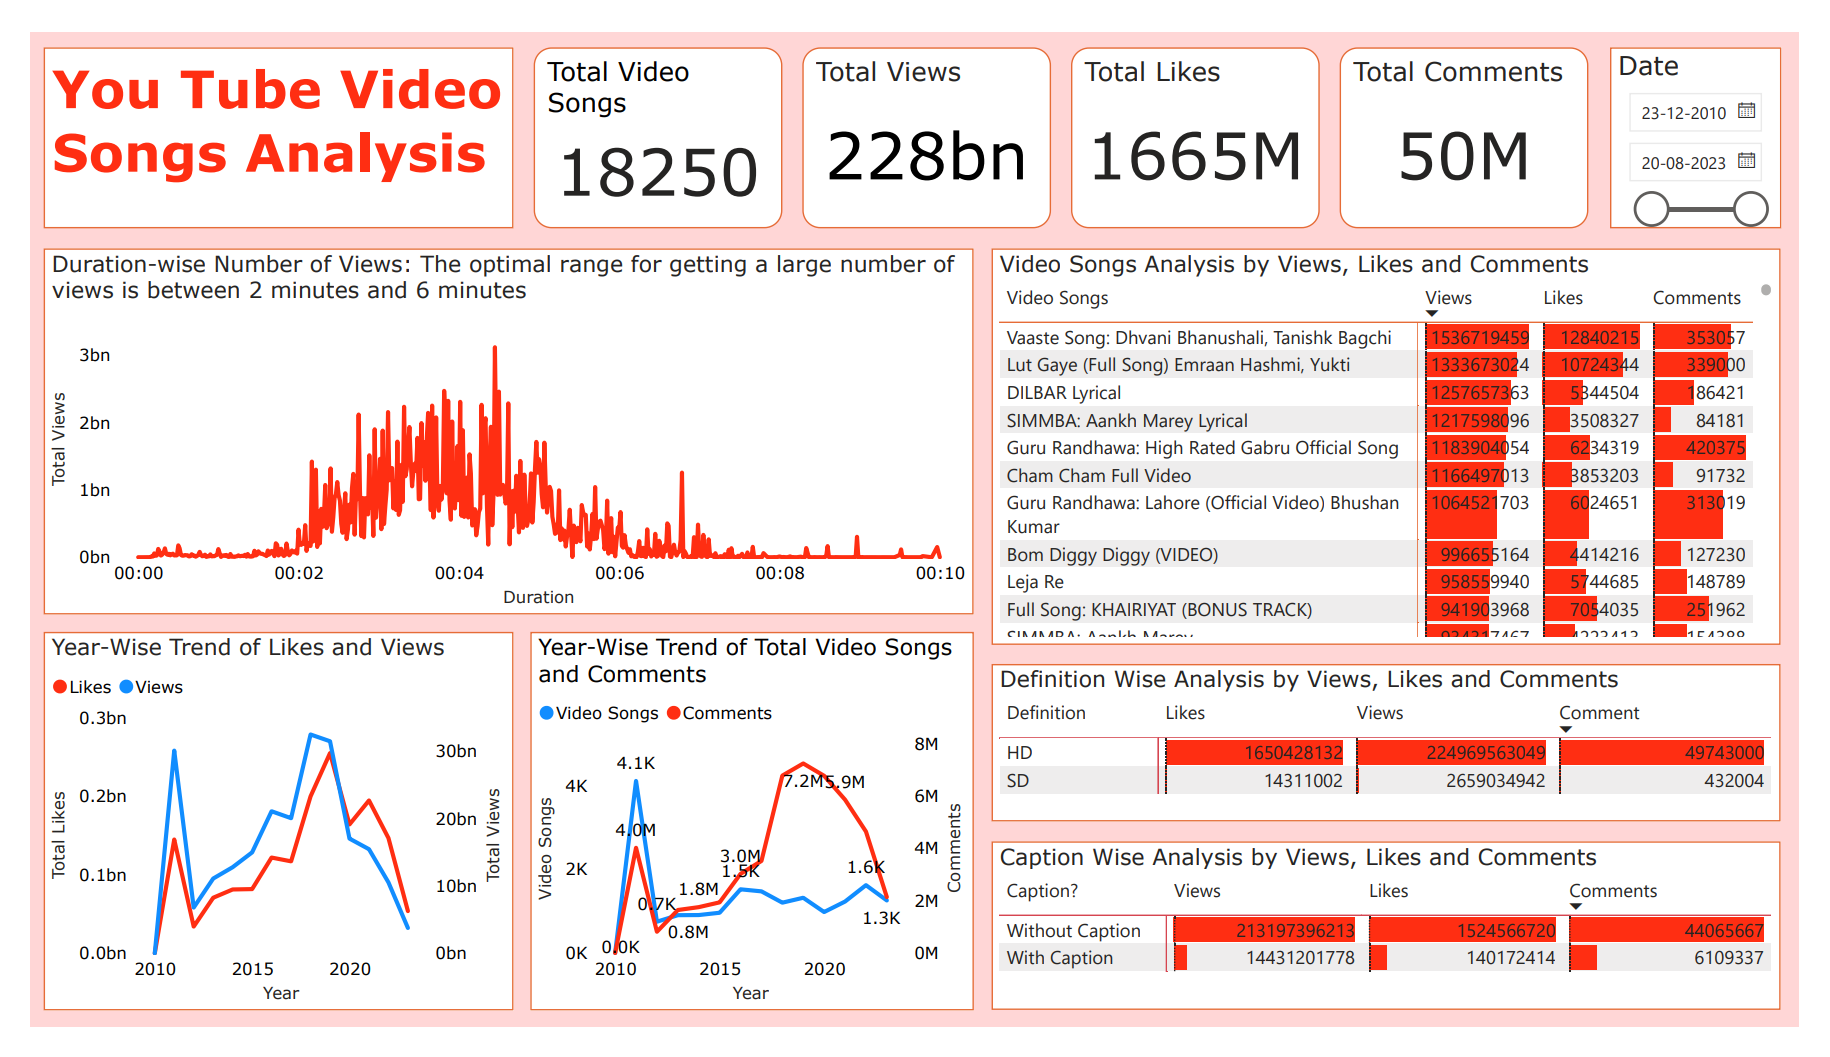 You Tube Video
Songs Analysis
Total Video
Songs
18250
Total Views
228bn
Total Likes
1665M
Total Comments
50M
Date
23-12-2010
20-08-2023
Duration-wise Number of Views: The optimal range for getting a large number of
views is between 2 minutes and 6 minutes
Total Views
3bn
2bn
1bn
0bn
00:00 00:02 00:04 00:06 00:08 00:10
Duration
Video Songs Analysis by Views, Likes and Comments
Video Songs Views Likes Comments
Vaaste Song: Dhvani Bhanushali, Tanishk Bagchi 1536719459 12840215 353057
Lut Gaye (Full Song) Emraan Hashmi, Yukti 1333673024 10724344 339000
DILBAR Lyrical 1257657363 5344504 186421
SIMMBA: Aankh Marey Lyrical 1217598096 3508327 84181
Guru Randhawa: High Rated Gabru Official Song 1183904054 6234319 420375
Cham Cham Full Video 1166497013 3853203 91732
Guru Randhawa: Lahore (Official Video) Bhushan 1064521703 6024651 313019
Kumar
Bom Diggy Diggy (VIDEO) 996655164 4414216 127230
Leja Re 958559940 5744685 148789
Full Song: KHAIRIYAT (BONUS TRACK) 941903968 7054035 251962
SIMMBA: Aankh Marey 934317467 4223413 154388
Year-Wise Trend of Likes and Views
Likes Views
Total Likes
0.3bn
0.2bn
0.1bn
0.0bn
30bn
20bn
10bn
0bn
Total Views
2010 2015 2020
Year
Year-Wise Trend of Total Video Songs
and Comments
Video Songs Comments
Video Songs
4K
2K
0K
4.1K
4.0M
0.0K
0.7K
0.8M
1.8M
3.0M
1.5K
7.2M
5.9M
1.6K
1.3K
8M
6M
4M
2M
0M
Comments
2010 2015 2020
Year
Definition Wise Analysis by Views, Likes and Comments
Definition Likes Views Comment
HD 1650428132 224969563049 49743000
SD 14311002 2659034942 432004
Caption Wise Analysis by Views, Likes and Comments
Caption? Views Likes Comments
Without Caption 213197396213 1524566720 44065667
With Caption 14431201778 140172414 6109337